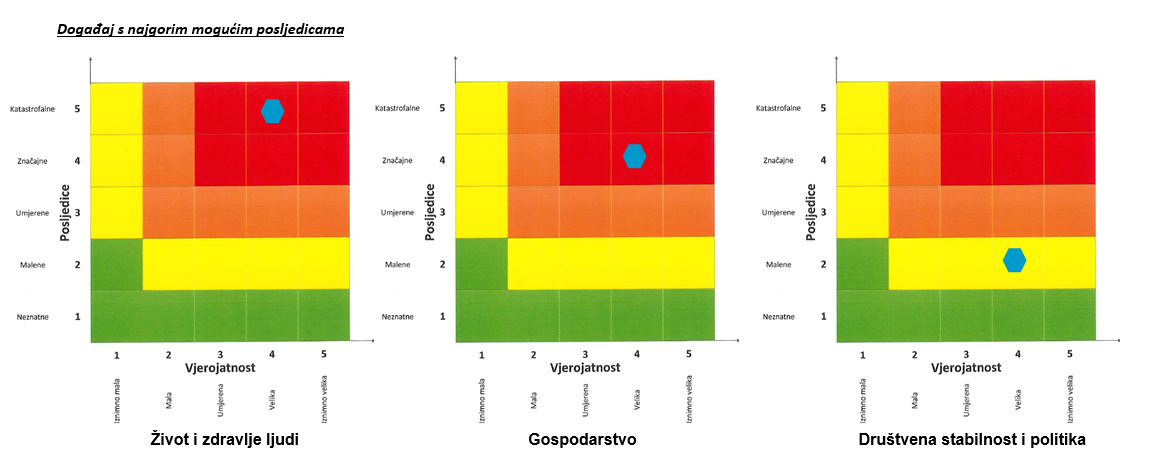 Događaj s najgorim mogućim posljedicama
Posljedice
Katastrofalne 5
Značajne 4
Umjerene 3
Malene 2
Neznatne 1
1 2 3 4 5
Vjerojatnost
Iznimno mala
Mala
Umjerena
Velika
Iznimno velika
Život i zdravlje ljudi
Posljedice
Katastrofalne 5
Značajne 4
Umjerene 3
Malene 2
Neznatne 1
1 2 3 4 5
Vjerojatnost
Iznimno mala
Mala
Umjerena
Velika
Iznimno velika
Gospodarstvo
Posljedice
Katastrofalne 5
Značajne 4
Umjerene 3
Malene 2
Neznatne 1
1 2 3 4 5
Vjerojatnost
Iznimno mala
Mala
Umjerena
Velika
Iznimno velika
Društvena stabilnost i politika